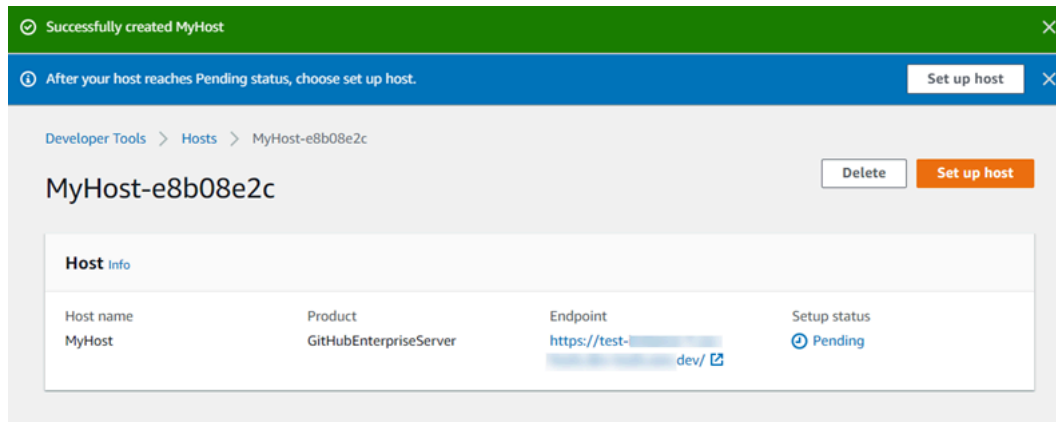 Successfully created MyHost
After your host reaches Pending status, choose set up host.
Set up host
Developer Tools > Hosts > MyHost-e8b08e2c
MyHost-e8b08e2c
Delete
Set up host
Host Info
Host name
Product
Endpoint
Setup status
MyHost
GitHubEnterpriseServer
https://test-
dev/
Pending